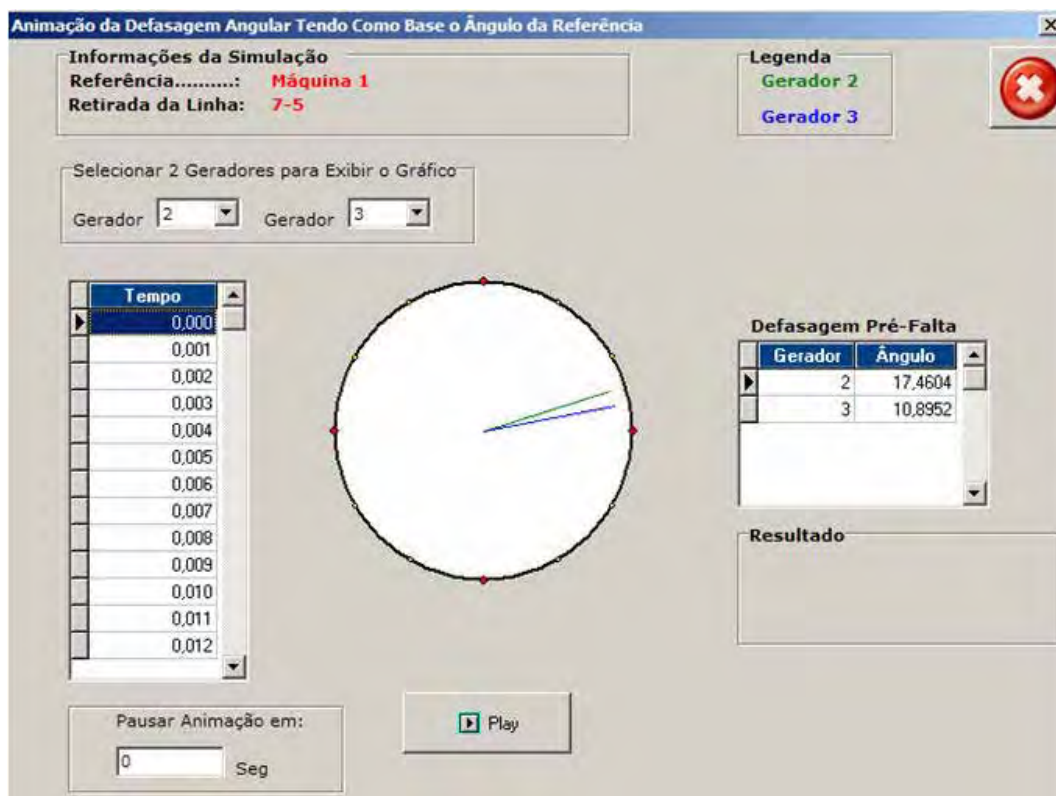 Animação da Defasagem Angular Tendo Como Base o Ângulo da Referência
Informações da Simulação
Referência..........: Máquina 1
Retirada da Linha: 7-5
Legenda
Gerador 2
Gerador 3
Selecionar 2 Geradores para Exibir o Gráfico
Gerador 2 Gerador 3
Tempo
0,000
0,001
0,002
0,003
0,004
0,005
0,006
0,007
0,008
0,009
0,010
0,011
0,012
Defasagem Pré-Falta
Gerador Ângulo
2 17,4604
3 10,8952
Resultado
Pausar Animação em:
0 Seg
Play